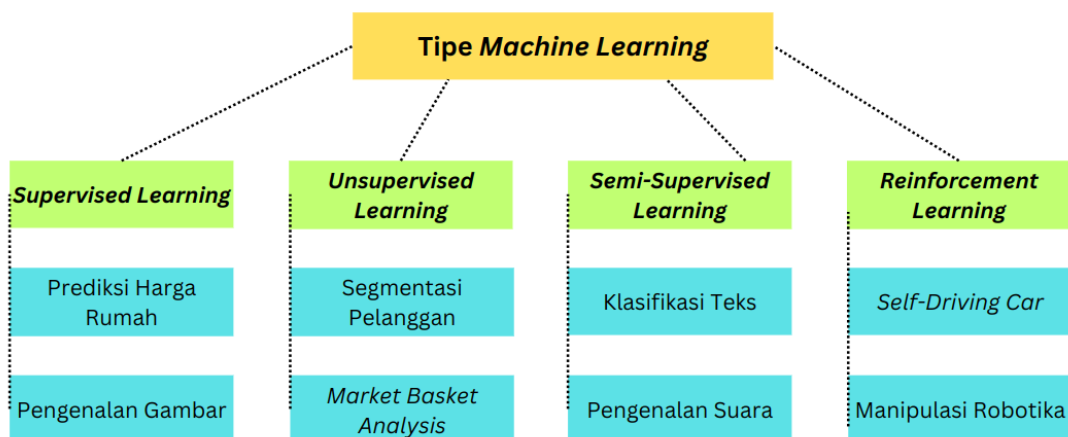 Tipe Machine Learning
Supervised Learning
Unsupervised
Learning
Semi-Supervised
Learning
Reinforcement
Learning
Prediksi Harga
Rumah
Segmentasi
Pelanggan
Klasifikasi Teks
Self-Driving Car
Pengenalan Gambar
Market Basket
Analysis
Pengenalan Suara
Manipulasi Robotika